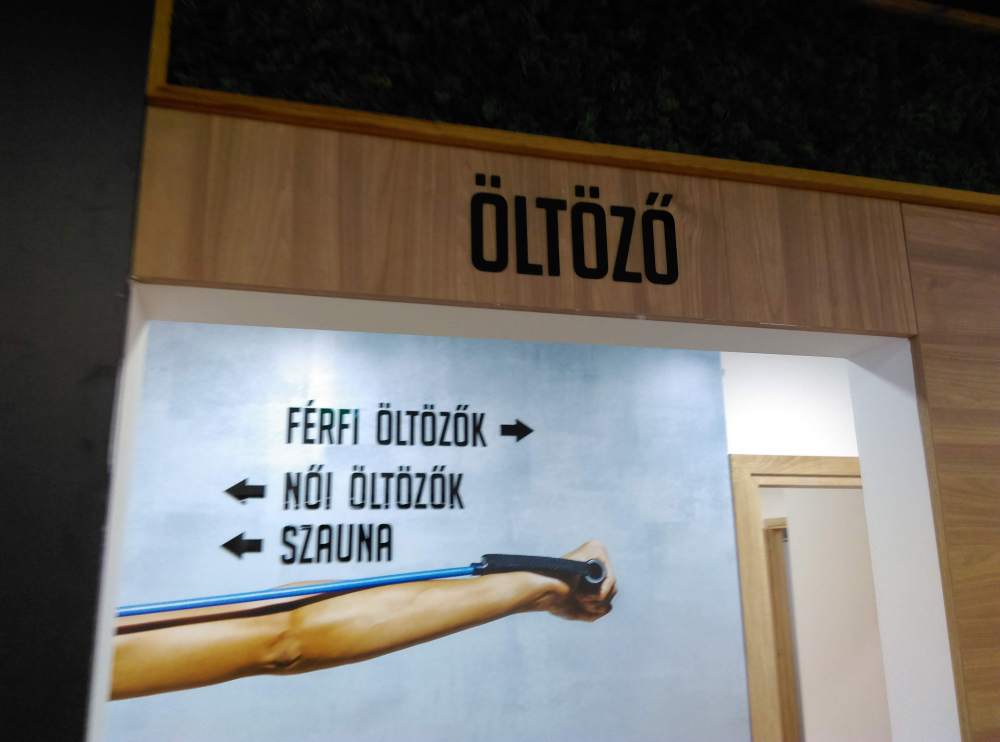 ÖLTÖZŐ
FÉRFI ÖLTÖZŐK →
← NŐI ÖLTÖZŐK
← SZAUNA